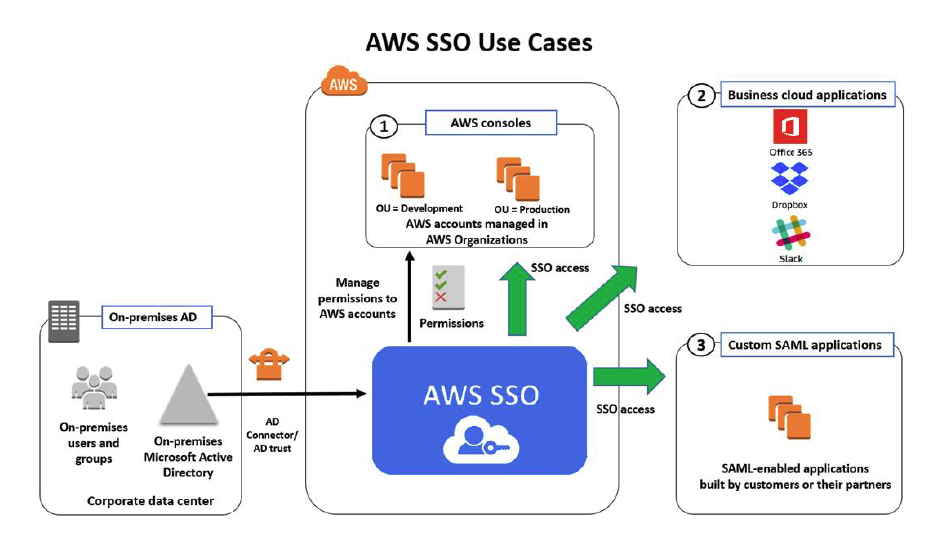 AWS SSO Use Cases
AWS
1
AWS consoles
OU = Development
OU = Production
AWS accounts managed in
AWS Organizations
2
Business cloud applications
Office 365
Dropbox
Slack
Manage
permissions to
AWS accounts
Permissions
SSO access
SSO access
On-premises AD
On-premises
users and
groups
On-premises
Microsoft Active
Directory
Corporate data center
AD
Connector/
AD trust
AWS SSO
SSO access
3
Custom SAML applications
SAML-enabled applications
built by customers or their partners